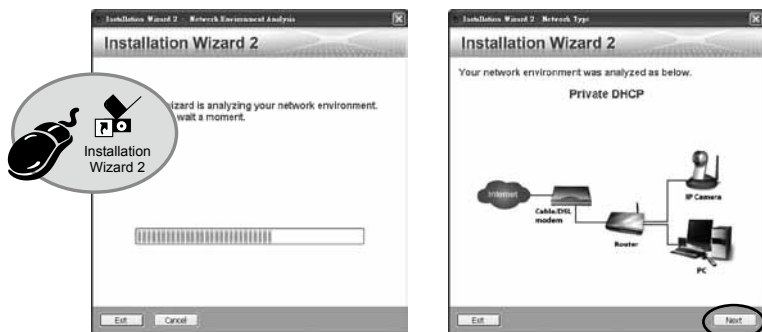 Installation Wizard 2 - Network Environment Analysis
Installation Wizard 2
wizard is analyzing your network environment.
wait a moment.
Installation
Wizard 2
Exit
Cancel
Installation Wizard 2 - Network Type
Installation Wizard 2
Your network environment was analyzed as below.
Private DHCP
Internet
Cable/DSL
modem
Router
IP Camera
PC
Exit
Next